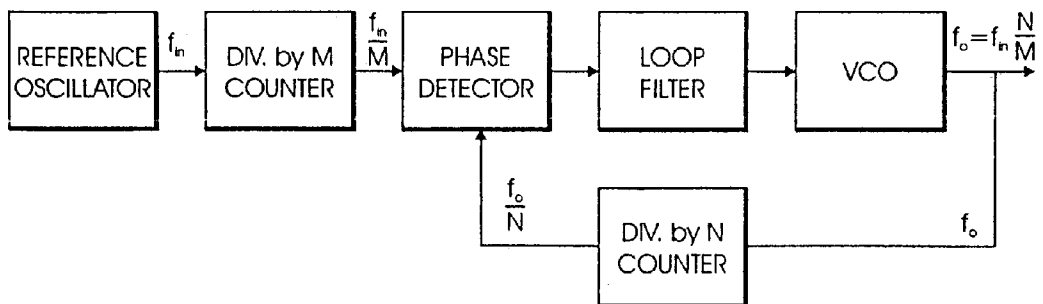 REFERENCE
OSCILLATOR
f_in
DIV. by M
COUNTER
f_in
M
PHASE
DETECTOR
LOOP
FILTER
VCO
f_o=f_in N/M
f_o
N
DIV. by N
COUNTER
f_o